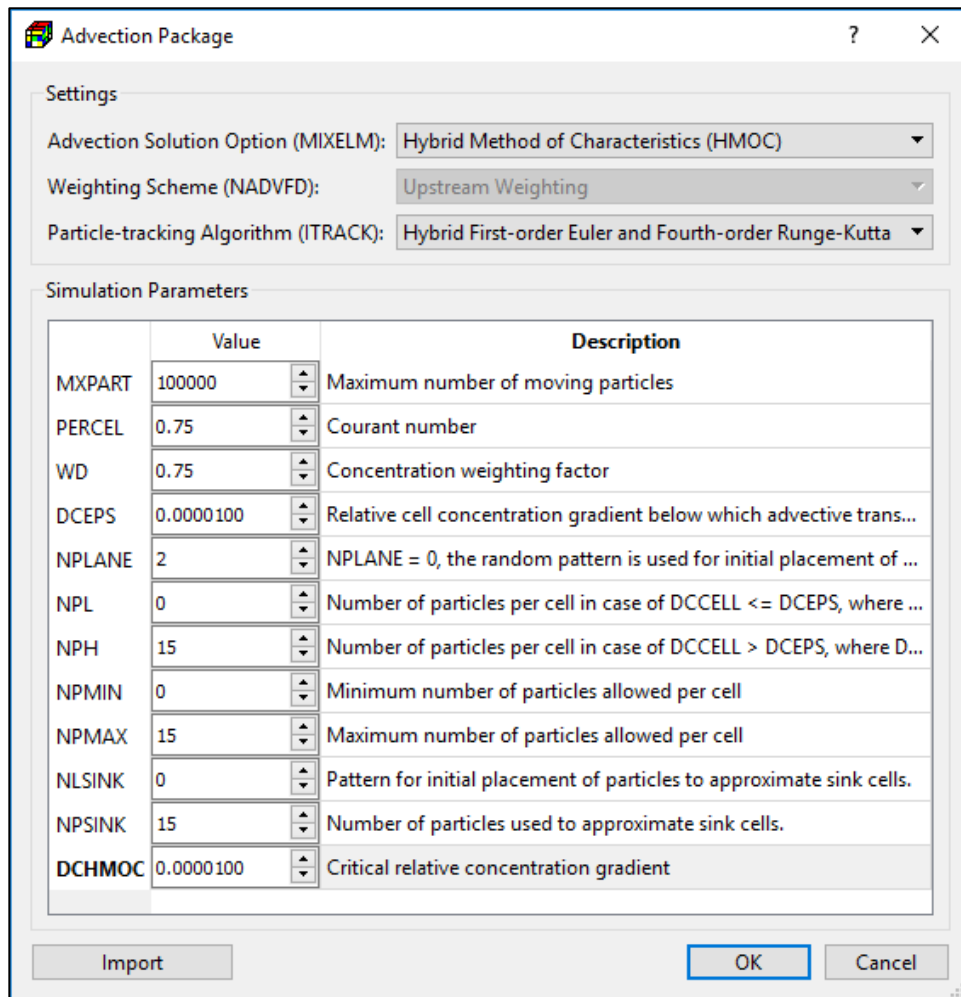 Advection Package
?
Settings
Advection Solution Option (MIXELM): Hybrid Method of Characteristics (HMOC)
Weighting Scheme (NADVFD): Upstream Weighting
Particle-tracking Algorithm (ITRACK): Hybrid First-order Euler and Fourth-order Runge-Kutta
Simulation Parameters
Value Description
MXPART 100000 Maximum number of moving particles
PERCEL 0.75 Courant number
WD 0.75 Concentration weighting factor
DCEPS 0.0000100 Relative cell concentration gradient below which advective trans...
NPLANE 2 NPLANE = 0, the random pattern is used for initial placement of ...
NPL 0 Number of particles per cell in case of DCCELL <= DCEPS, where ...
NPH 15 Number of particles per cell in case of DCCELL > DCEPS, where D...
NPMIN 0 Minimum number of particles allowed per cell
NPMAX 15 Maximum number of particles allowed per cell
NLSINK 0 Pattern for initial placement of particles to approximate sink cells.
NPSINK 15 Number of particles used to approximate sink cells.
DCHMOC 0.0000100 Critical relative concentration gradient
Import OK Cancel